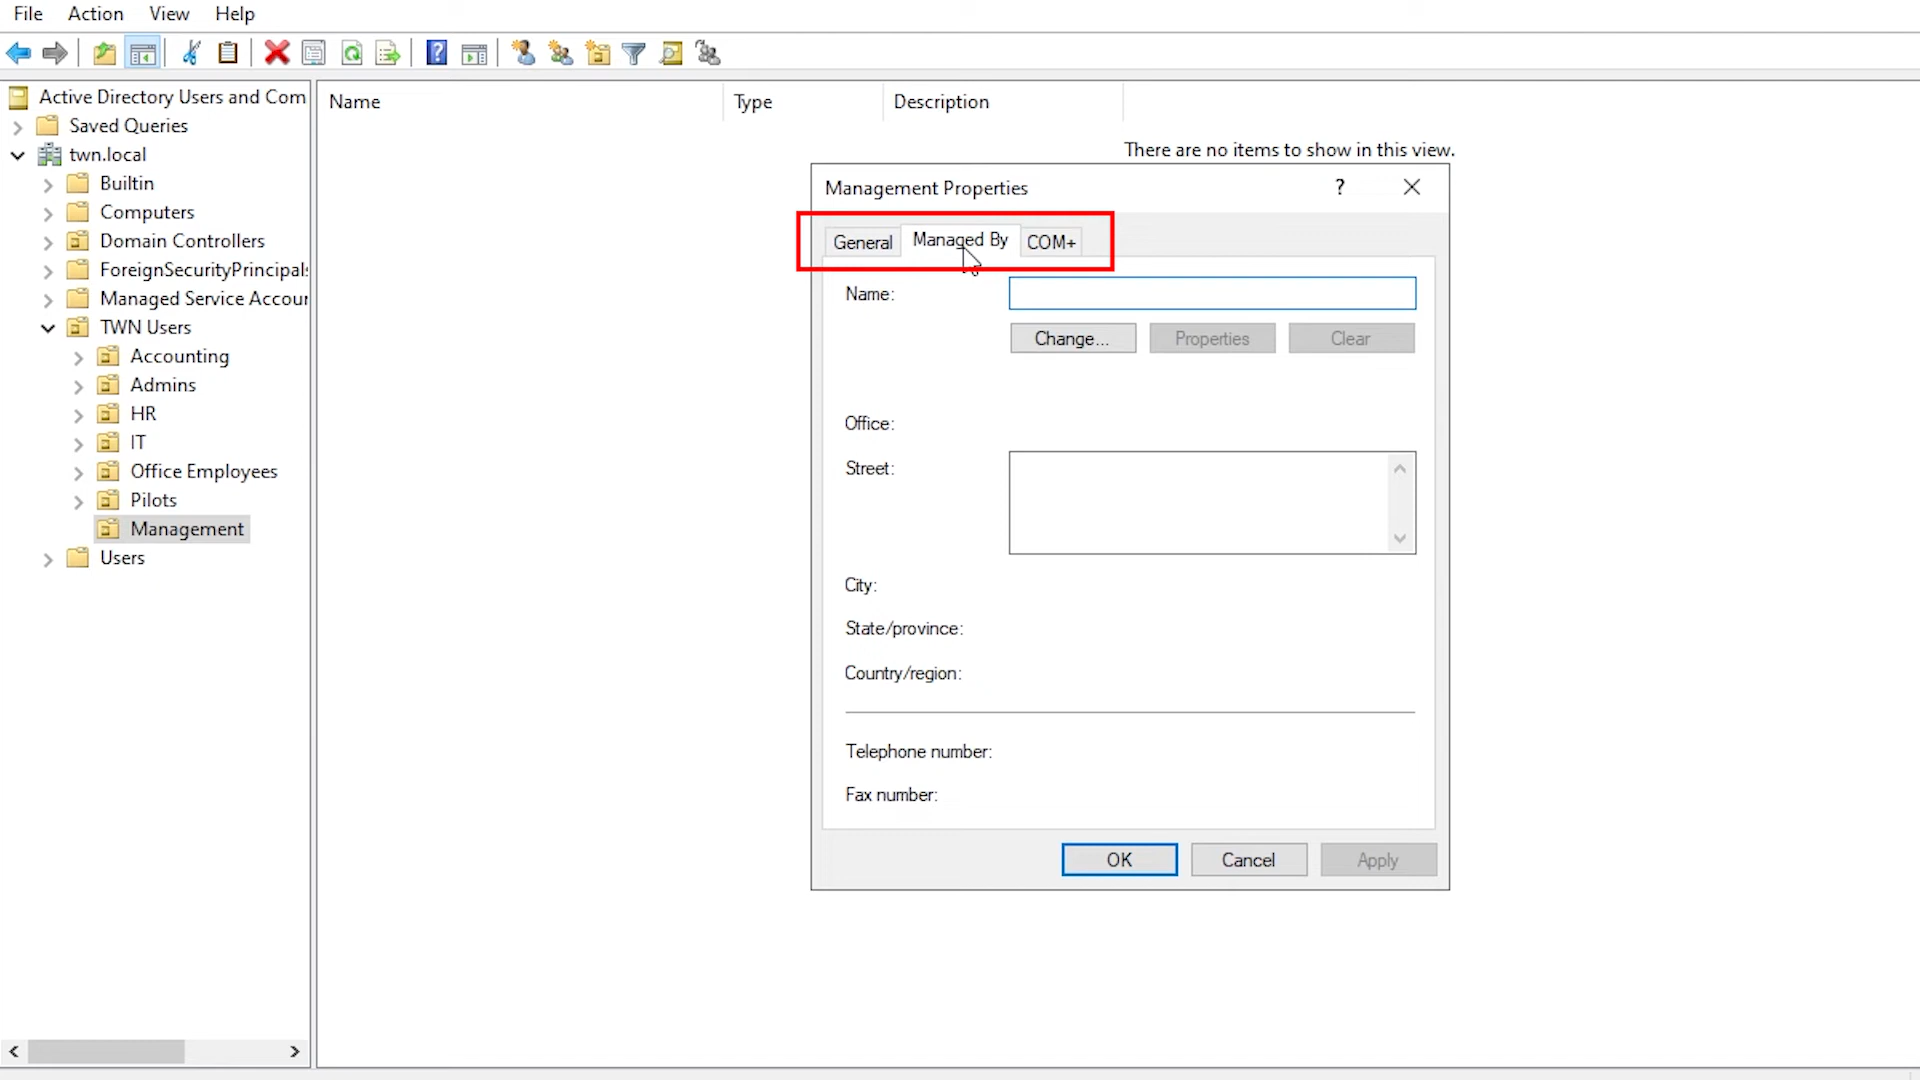 File Action View Help
Active Directory Users and Com
Saved Queries
twn.local
Builtin
Computers
Domain Controllers
ForeignSecurityPrincipals
Managed Service Accour
TWN Users
Accounting
Admins
HR
IT
Office Employees
Pilots
Management
Users
Name Type Description
There are no items to show in this view.
Management Properties ?
General Managed By COM+
Name:
Change... Properties Clear
Office:
Street:
City:
State/province:
Country/region:
Telephone number:
Fax number:
OK Cancel Apply